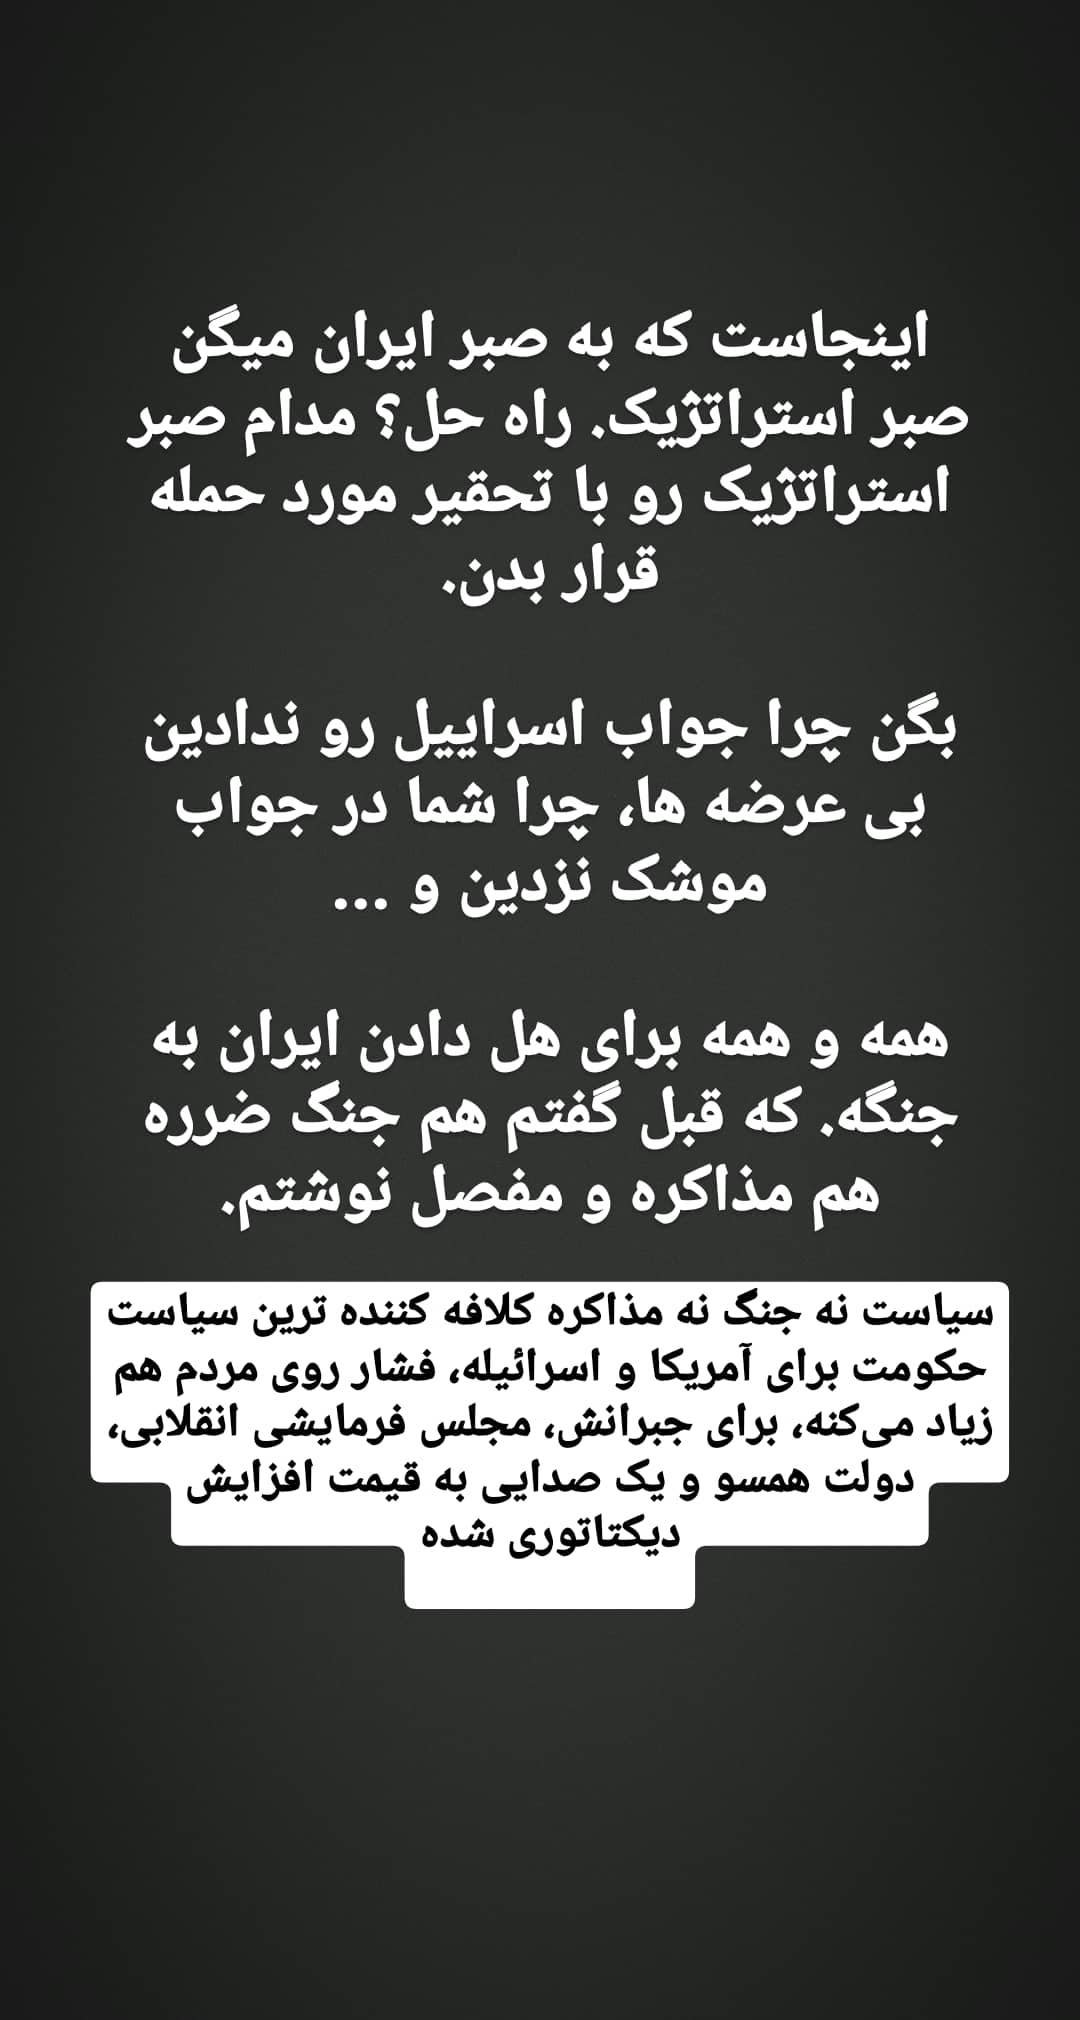 اینجاست که به صبر ایران میگن
صبر استراتژیک. راه حل؟ مدام صبر
استراتژیک رو با تحقیر مورد حمله
قرار بدن.
بگن چرا جواب اسراییل رو ندادین
بی عرضه ها، چرا شما در جواب
موشک نزدین و ...
همه و همه برای هل دادن ایران به
جنگه. که قبل گفتم هم جنگ ضرره
هم مذاکره و مفصل نوشتم.
سیاست نه جنگ نه مذاکره کلافه کننده ترین سیاست
حکومت برای آمریکا و اسرائیله، فشار روی مردم هم
زیاد می‌کنه، برای جبرانش، مجلس فرمایشی انقلابی،
دولت همسو و یک صدایی به قیمت افزایش
دیکتاتوری شده